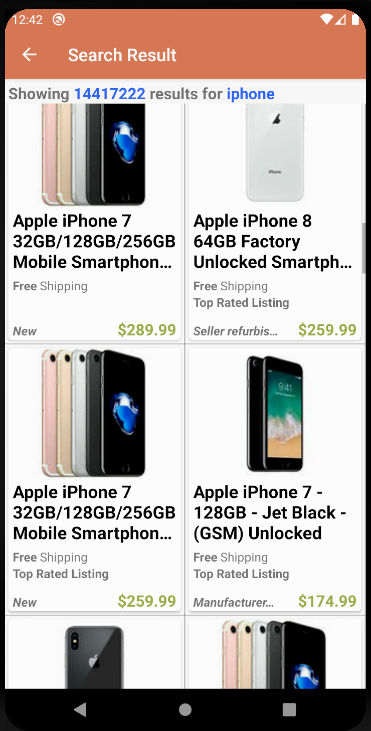 12:42
Search Result
Showing 14417222 results for iphone
iPhone
Apple iPhone 7
32GB/128GB/256GB
Mobile Smartphon...
Free Shipping
New
$289.99
Apple iPhone 8
64GB Factory
Unlocked Smartph...
Free Shipping
Top Rated Listing
Seller refurbis...
$259.99
Apple iPhone 7
32GB/128GB/256GB
Mobile Smartphon...
Free Shipping
Top Rated Listing
New
$259.99
9:41
Apple iPhone 7 -
128GB - Jet Black -
(GSM) Unlocked
Free Shipping
Top Rated Listing
Manufacturer...
$174.99